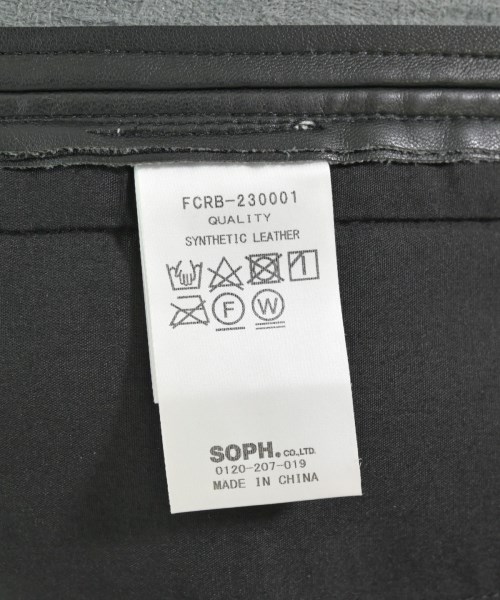 FCRB-230001
QUALITY
SYNTHETIC LEATHER
F W
SOPH. CO.,LTD.
0120-207-019
MADE IN CHINA